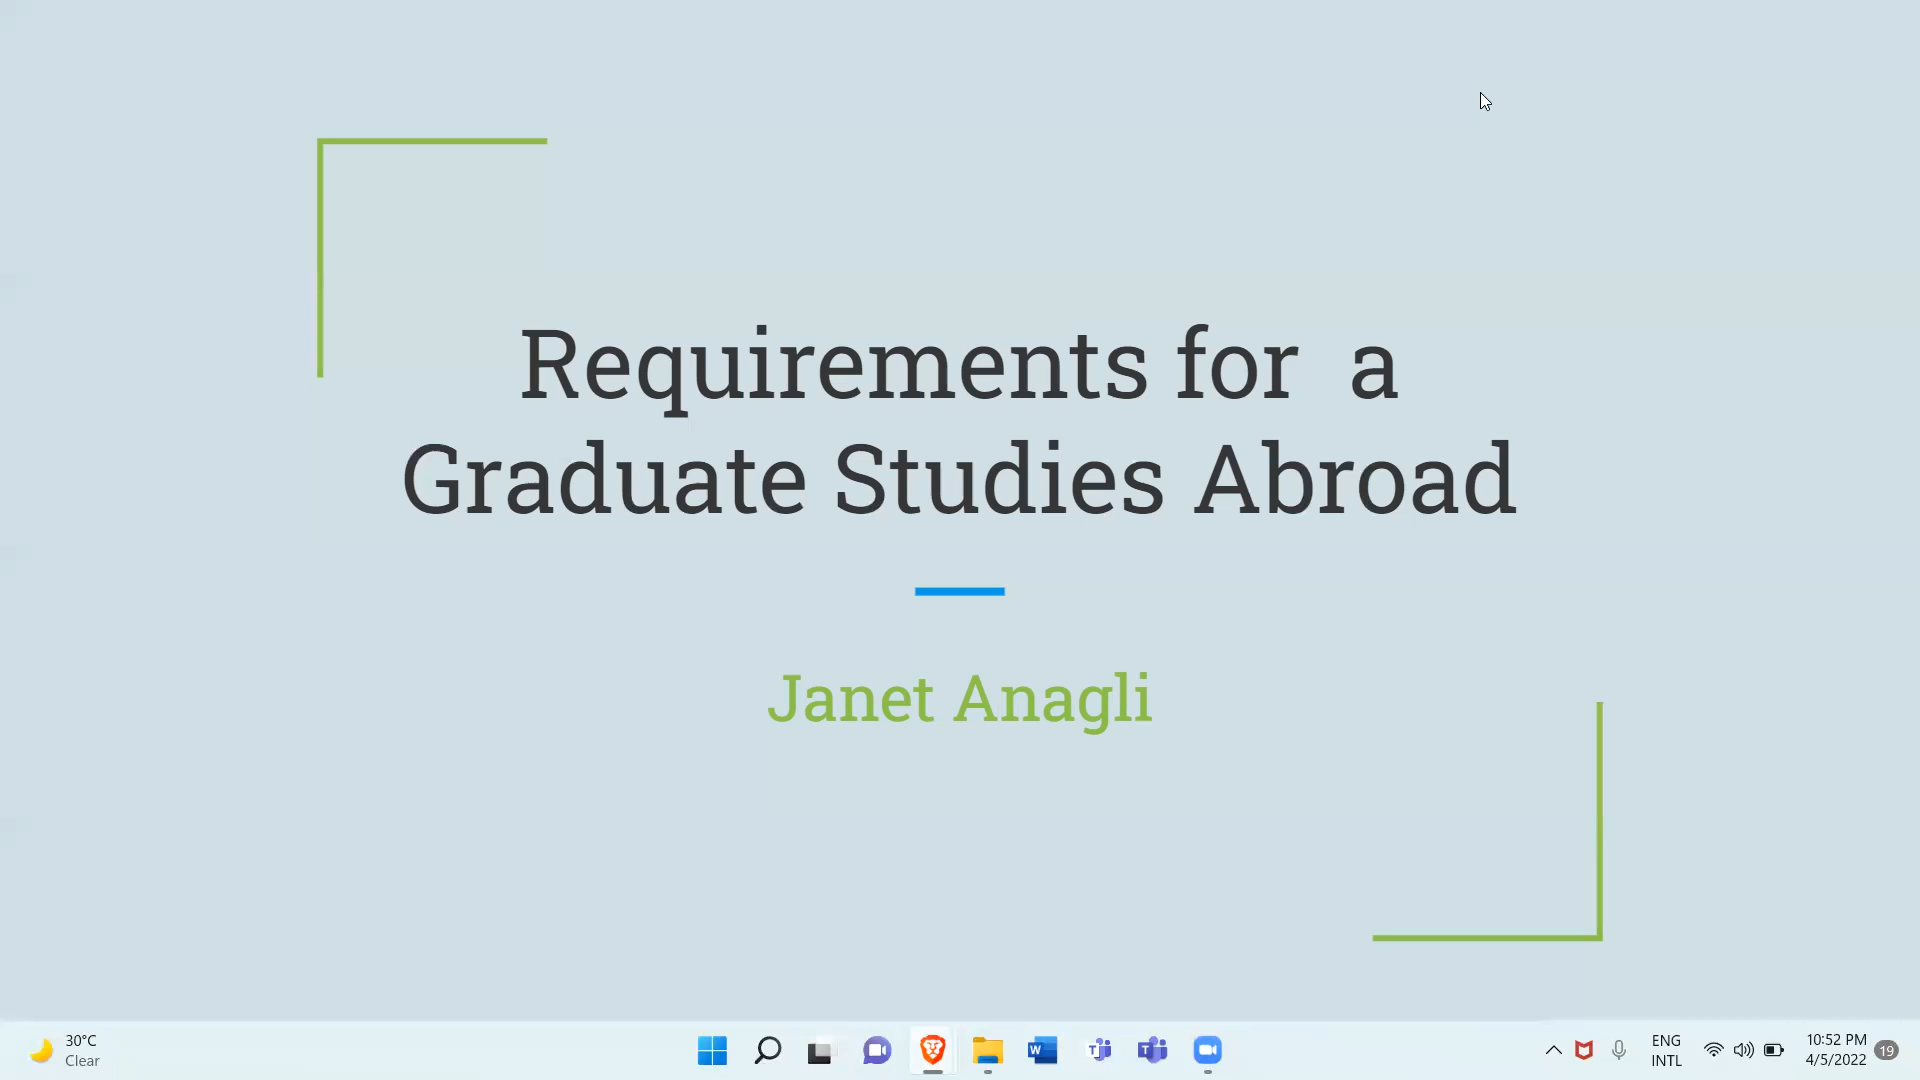 Requirements for a
Graduate Studies Abroad
Janet Anagli
30°C
Clear
ENG
INTL
10:52 PM
4/5/2022
19